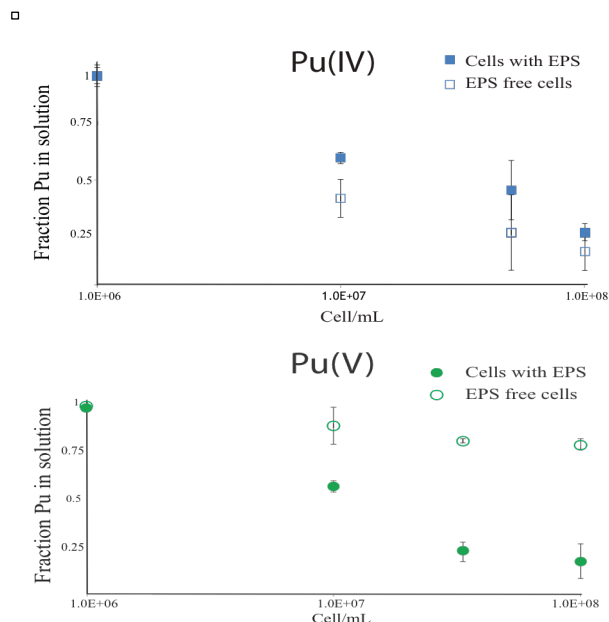 Pu(IV)
Cells with EPS
EPS free cells
Fraction Pu in solution
1
0.75
0.5
0.25
1.0E+06
1.0E+07
1.0E+08
Cell/mL
Pu(V)
Cells with EPS
EPS free cells
Fraction Pu in solution
1
0.75
0.5
0.25
1.0E+06
1.0E+07
1.0E+08
Cell/mL